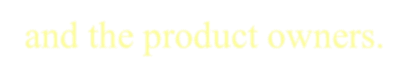 and the product owners.